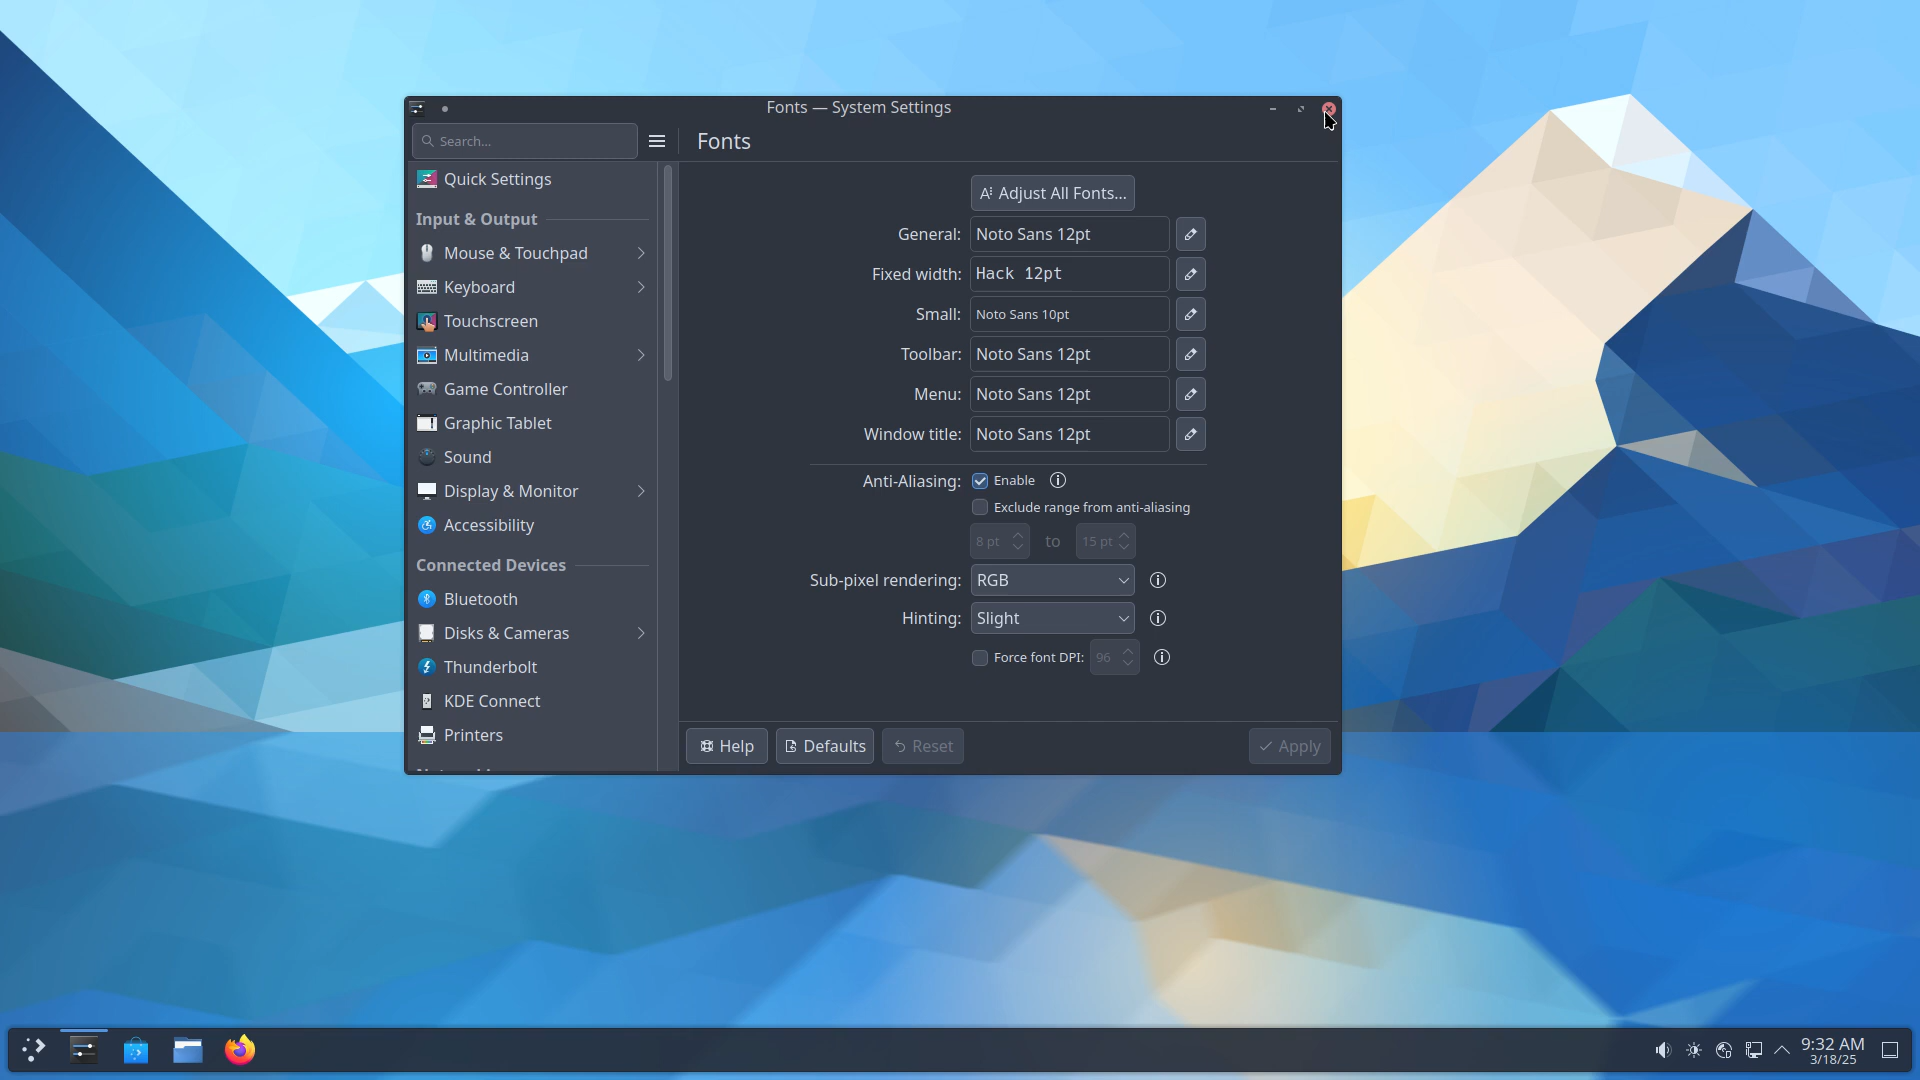 Fonts — System Settings
Search...
Fonts
Quick Settings
Input & Output
Mouse & Touchpad
Keyboard
Touchscreen
Multimedia
Game Controller
Graphic Tablet
Sound
Display & Monitor
Accessibility
Connected Devices
Bluetooth
Disks & Cameras
Thunderbolt
KDE Connect
Printers
Adjust All Fonts...
General: Noto Sans 12pt
Fixed width: Hack 12pt
Small: Noto Sans 10pt
Toolbar: Noto Sans 12pt
Menu: Noto Sans 12pt
Window title: Noto Sans 12pt
Anti-Aliasing: Enable
Exclude range from anti-aliasing
8 pt to 15 pt
Sub-pixel rendering: RGB
Hinting: Slight
Force font DPI: 96
Help Defaults Reset Apply
9:32 AM
3/18/25